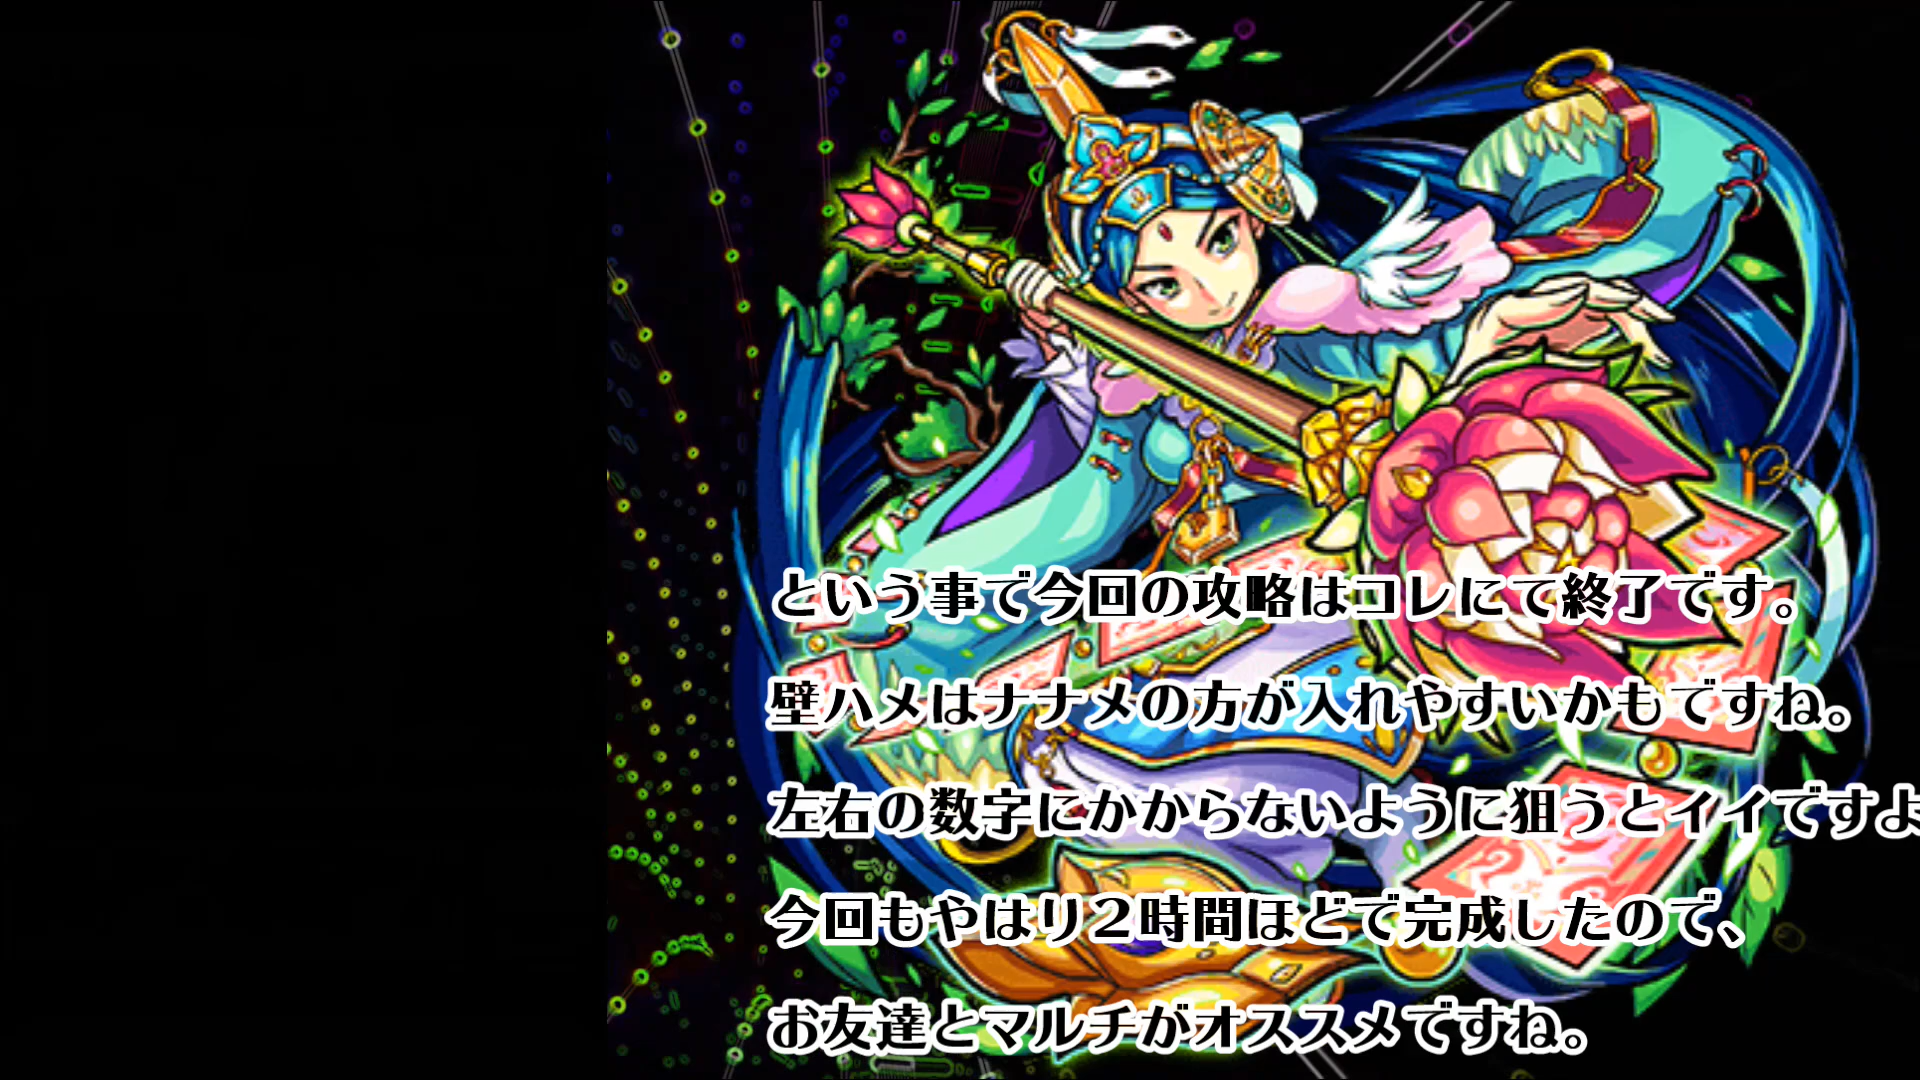 という事で今回の攻略はコレにて終了です。
壁ハメはナナメの方が入れやすいかもですね。
左右の数字にかからないように狙うとイイですよ
今回もやはり２時間ほどで完成したので、
お友達とマルチがオススメですね。